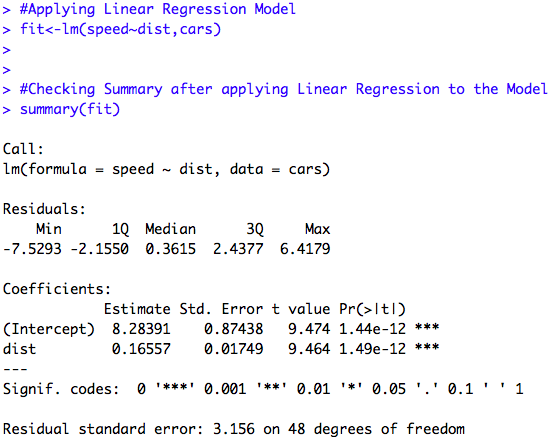 > #Applying Linear Regression Model
> fit<-lm(speed~dist,cars)
>
>
> #Checking Summary after applying Linear Regression to the Model
> summary(fit)
Call:
lm(formula = speed ~ dist, data = cars)
Residuals:
    Min      1Q  Median      3Q     Max
-7.5293 -2.1550  0.3615  2.4377  6.4179
Coefficients:
            Estimate Std. Error t value Pr(>|t|)
(Intercept)  8.28391    0.87438   9.474 1.44e-12 ***
dist         0.16557    0.01749   9.464 1.49e-12 ***
---
Signif. codes:  0 '***' 0.001 '**' 0.01 '*' 0.05 '.' 0.1 ' ' 1
Residual standard error: 3.156 on 48 degrees of freedom